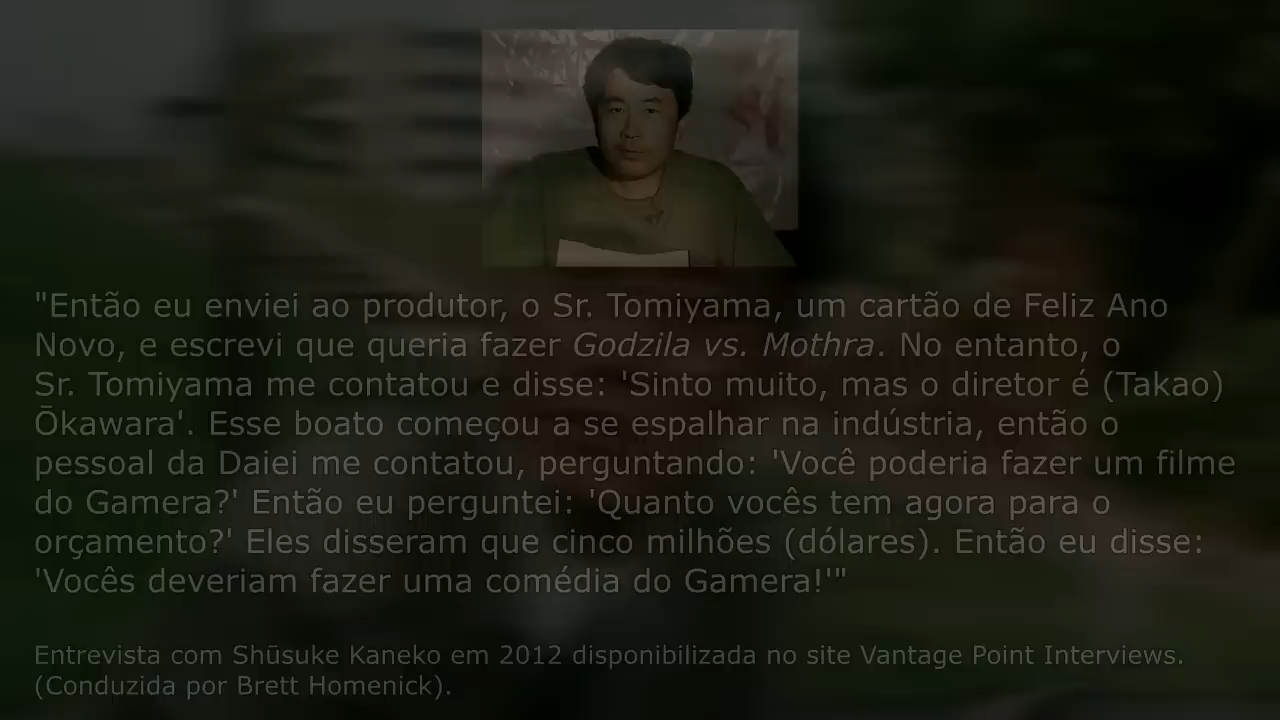 "Então eu enviei ao produtor, o Sr. Tomiyama, um cartão de Feliz Ano
Novo, e escrevi que queria fazer Godzila vs. Mothra. No entanto, o
Sr. Tomiyama me contatou e disse: 'Sinto muito, mas o diretor é (Takao)
Ōkawara'. Esse boato começou a se espalhar na indústria, então o
pessoal da Daiei me contatou, perguntando: 'Você poderia fazer um filme
do Gamera?' Então eu perguntei: 'Quanto vocês tem agora para o
orçamento?' Eles disseram que cinco milhões (dólares). Então eu disse:
'Vocês deveriam fazer uma comédia do Gamera!'"
Entrevista com Shūsuke Kaneko em 2012 disponibilizada no site Vantage Point Interviews.
(Conduzida por Brett Homenick).